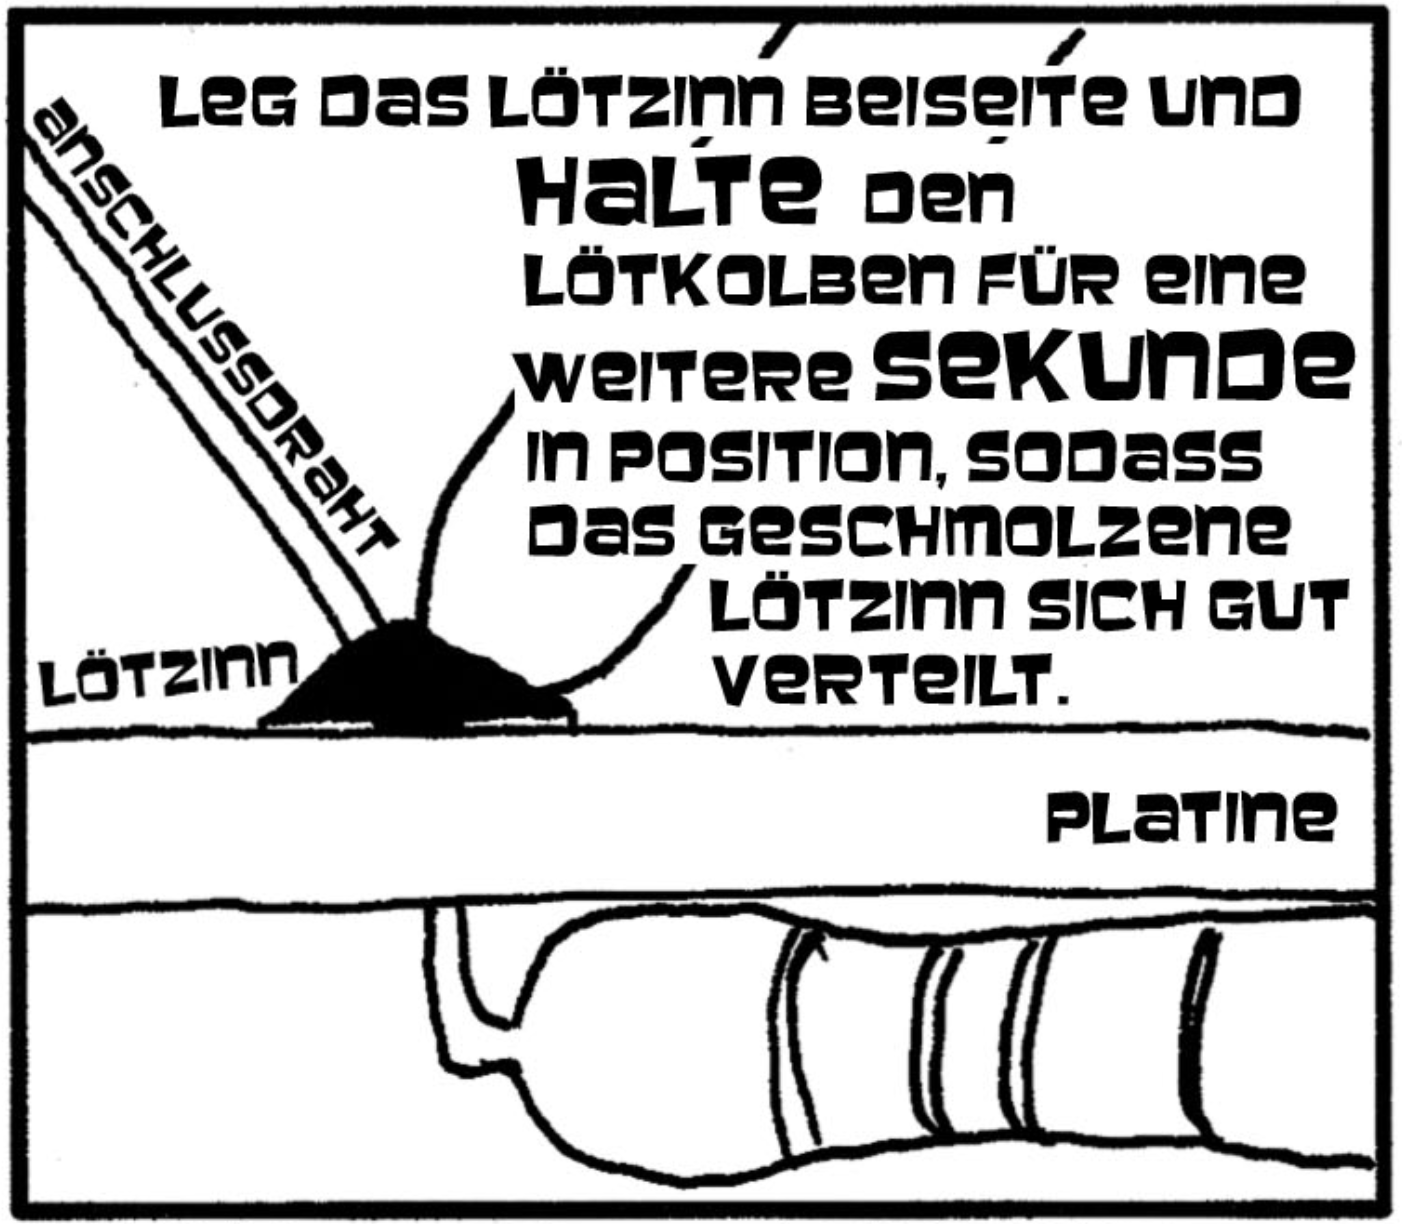 Leg das Lötzinn beiseite und
HALTE den
Lötkolben für eine
weitere SEKUNDE
in Position, sodass
das geschmolzene
Lötzinn sich gut
verteilt.
Anschlussdraht
Lötzinn
Platine